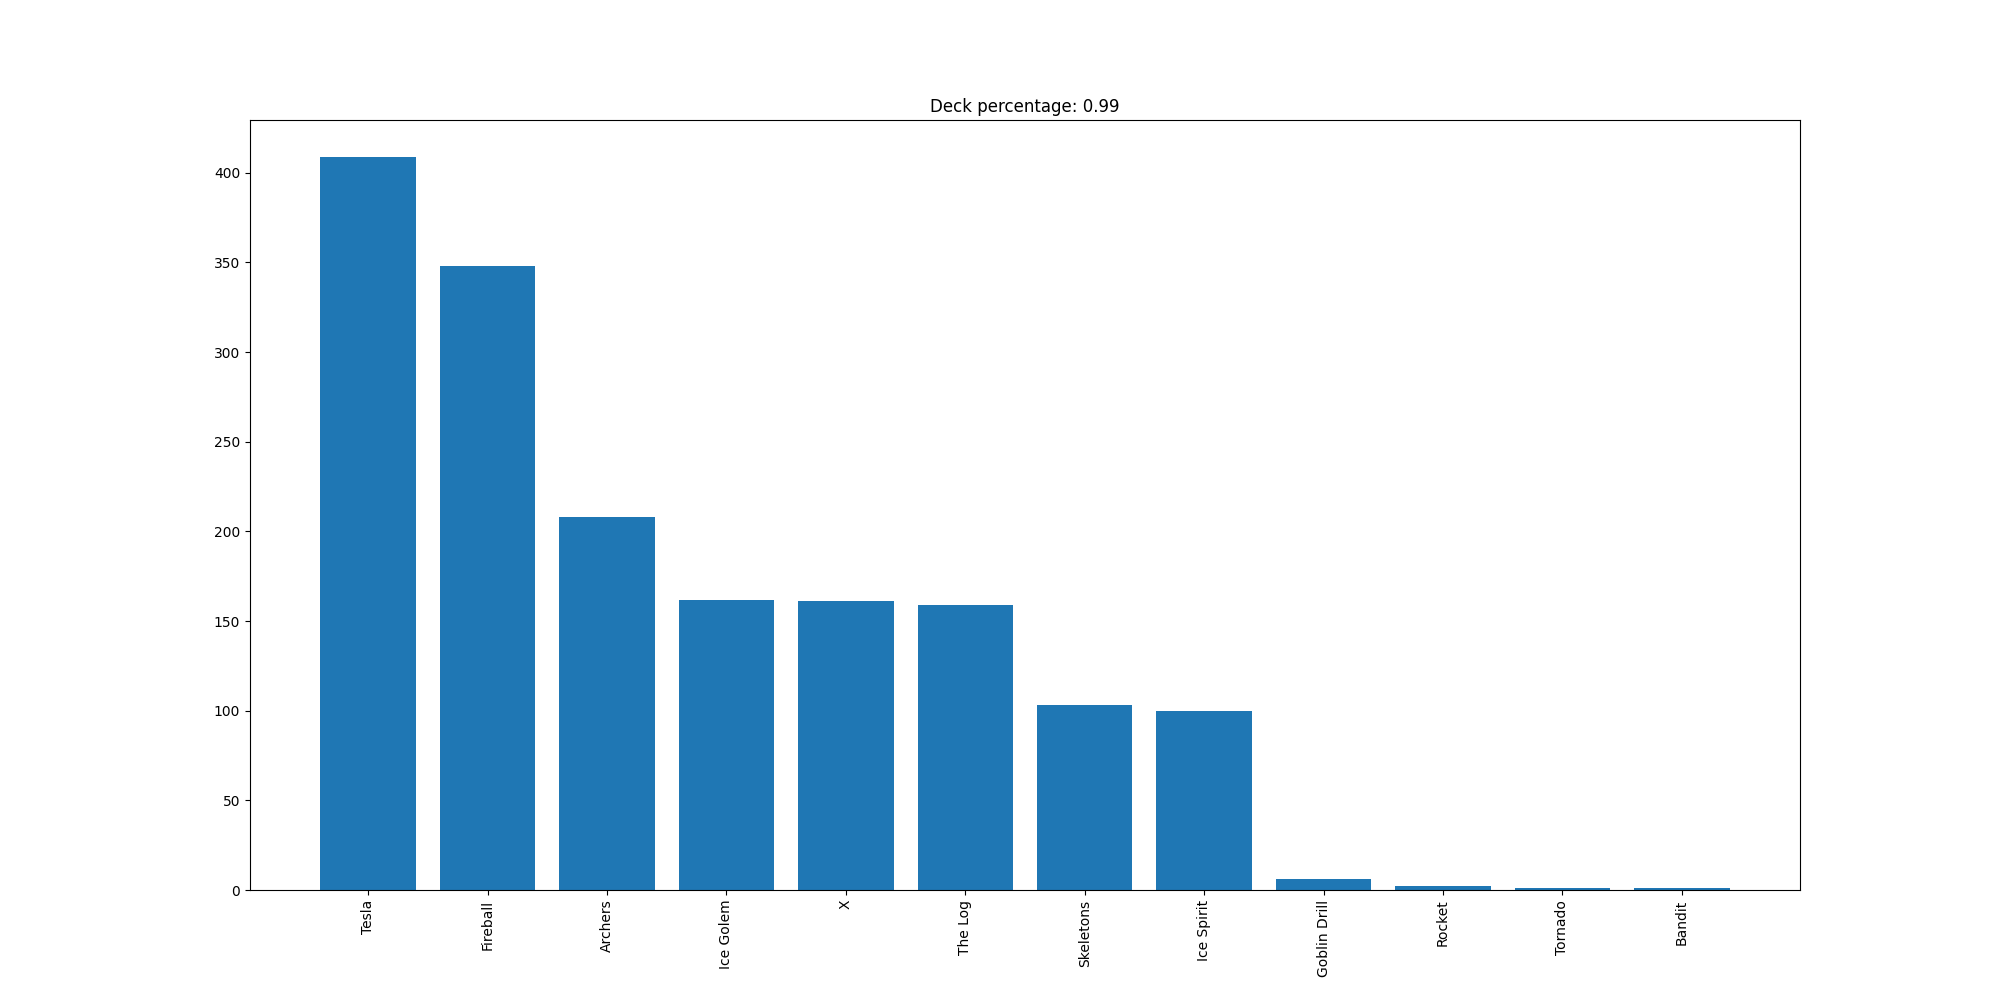 Deck percentage: 0.99
400
350
300
250
200
150
100
50
0
Tesla
Fireball
Archers
Ice Golem
X
The Log
Skeletons
Ice Spirit
Goblin Drill
Rocket
Tornado
Bandit